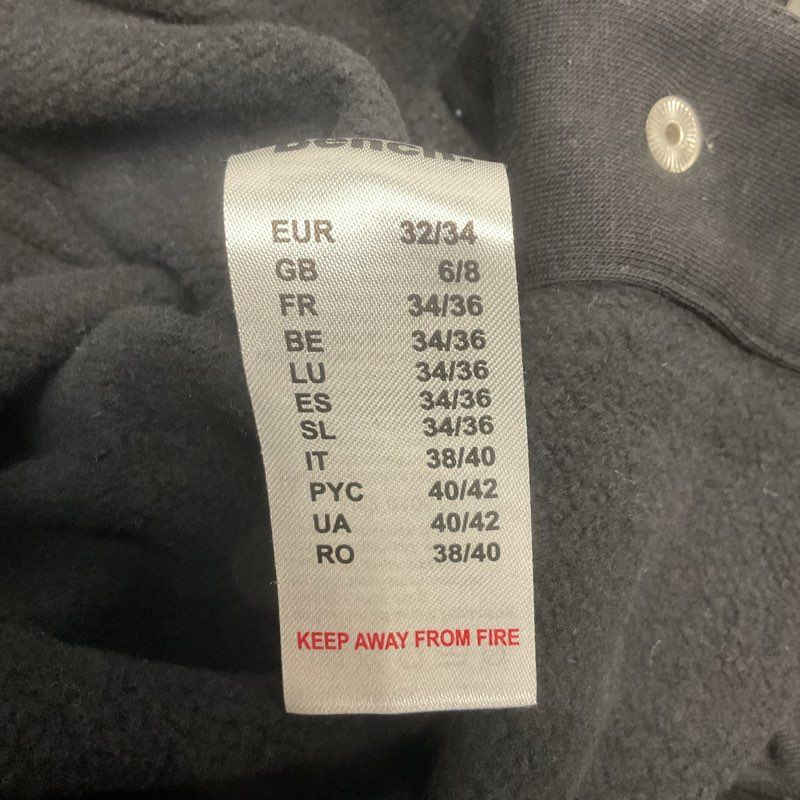 Bench.
EUR 32/34
GB 6/8
FR 34/36
BE 34/36
LU 34/36
ES 34/36
SL 34/36
IT 38/40
PYC 40/42
UA 40/42
RO 38/40
KEEP AWAY FROM FIRE